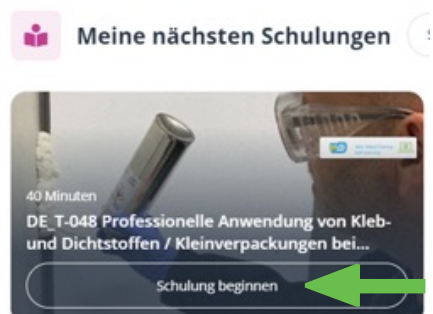 Meine nächsten Schulungen
40 Minuten
DE_T-048 Professionelle Anwendung von Kleb-
und Dichtstoffen / Kleinverpackungen bei...
Schulung beginnen